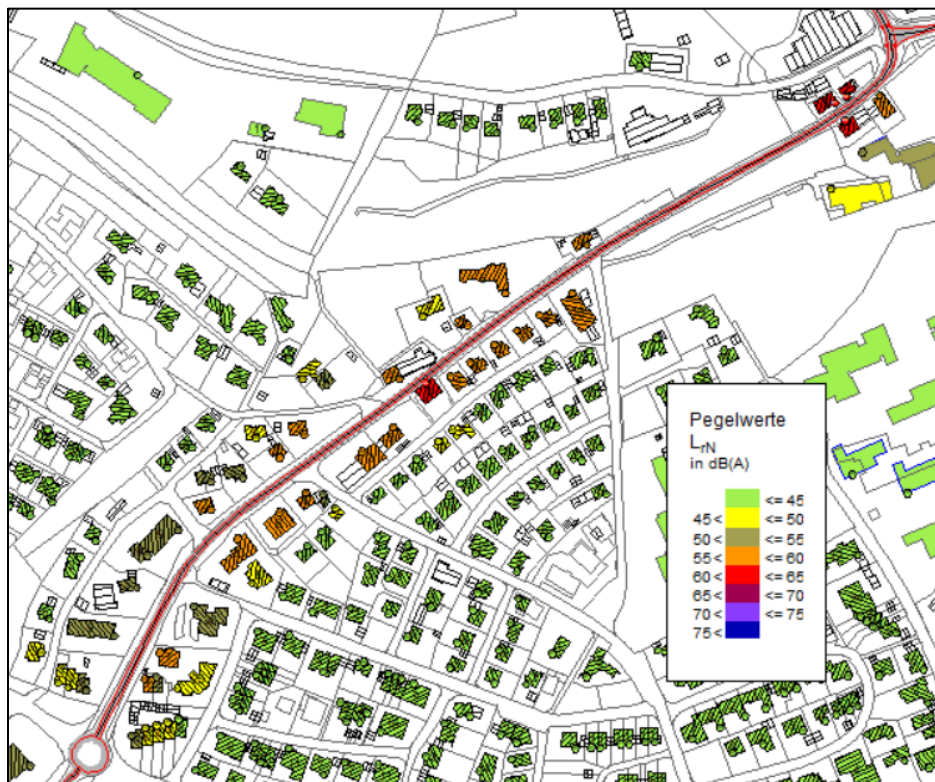 Pegelwerte
LrN
in dB(A)
<= 45
45 < <= 50
50 < <= 55
55 < <= 60
60 < <= 65
65 < <= 70
70 < <= 75
75 <